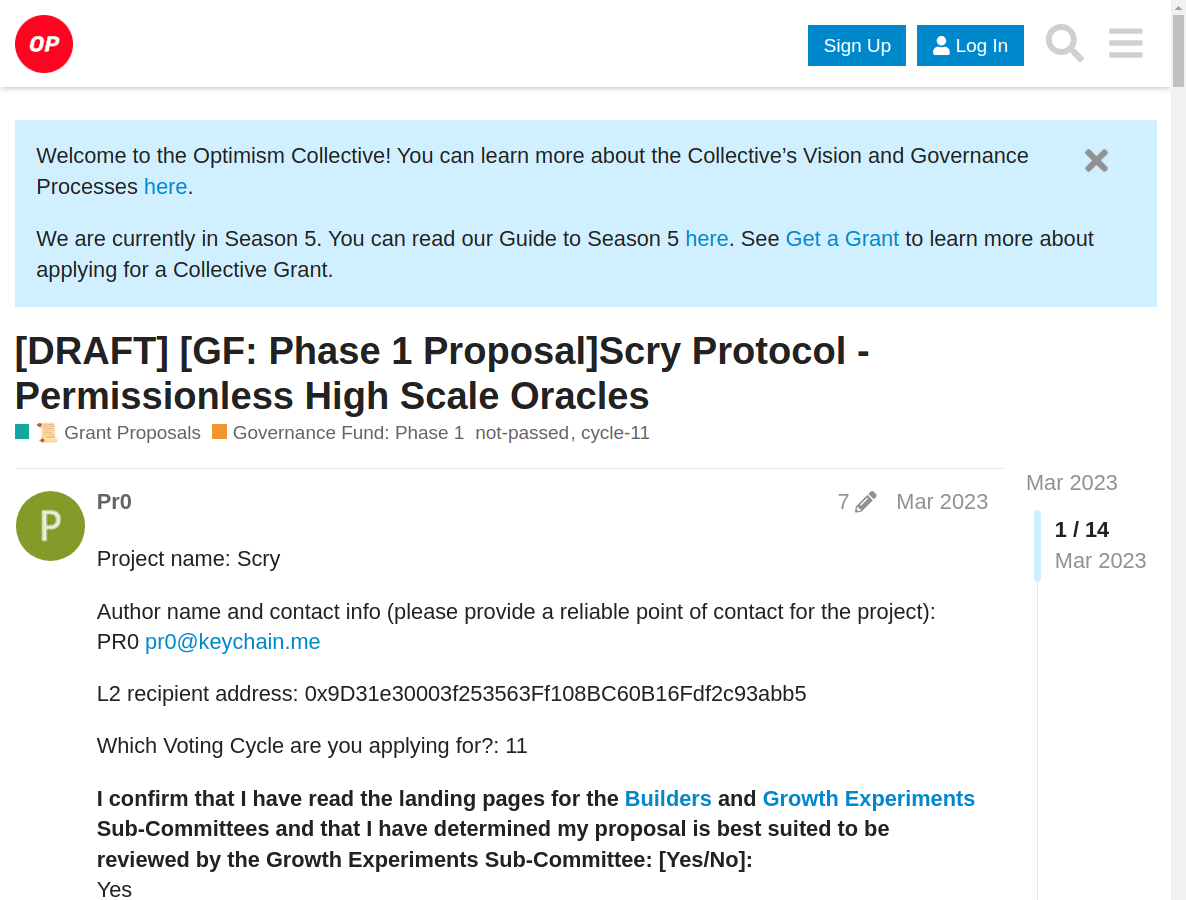 OP
Sign Up
Log In
Welcome to the Optimism Collective! You can learn more about the Collective’s Vision and Governance
Processes here.
We are currently in Season 5. You can read our Guide to Season 5 here. See Get a Grant to learn more about
applying for a Collective Grant.
[DRAFT] [GF: Phase 1 Proposal]Scry Protocol -
Permissionless High Scale Oracles
📜 Grant Proposals Governance Fund: Phase 1 not-passed, cycle-11
P
Pr0
7
Mar 2023
Mar 2023
1 / 14
Mar 2023
Project name: Scry
Author name and contact info (please provide a reliable point of contact for the project):
PR0 pr0@keychain.me
L2 recipient address: 0x9D31e30003f253563Ff108BC60B16Fdf2c93abb5
Which Voting Cycle are you applying for?: 11
I confirm that I have read the landing pages for the Builders and Growth Experiments
Sub-Committees and that I have determined my proposal is best suited to be
reviewed by the Growth Experiments Sub-Committee: [Yes/No]:
Yes